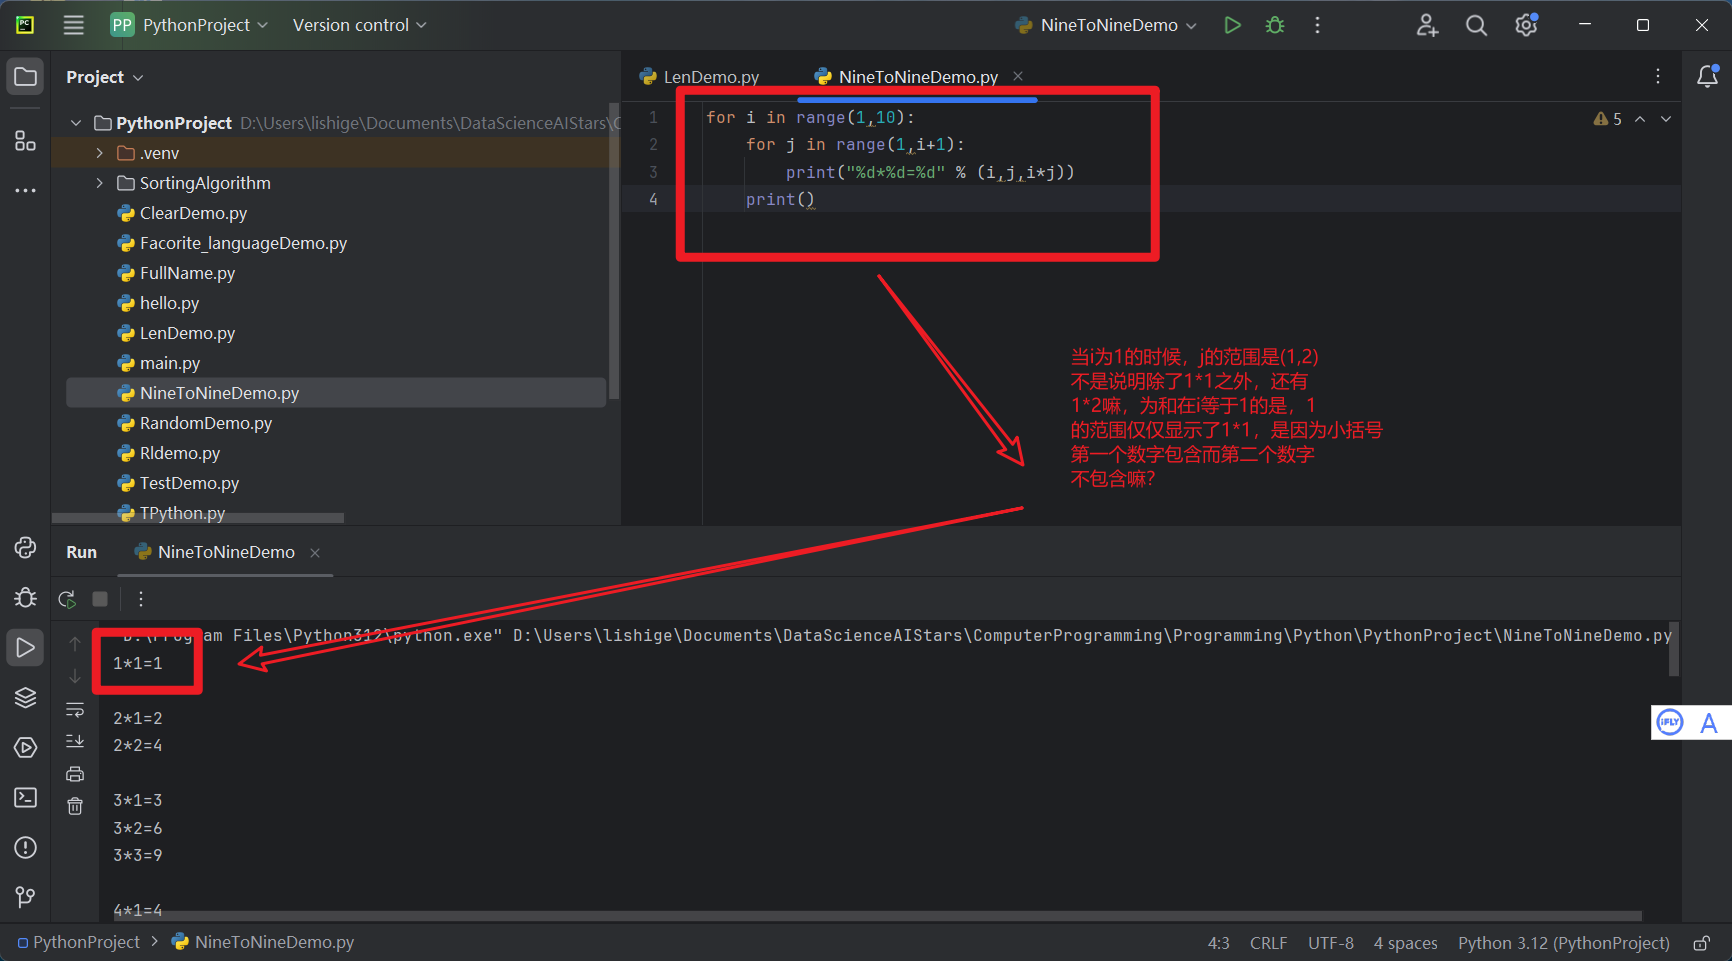 PP PythonProject Version control NineToNineDemo
Project
LenDemo.py NineToNineDemo.py
PythonProject D:\Users\lishige\Documents\DataScienceAIStars\C
.venv
SortingAlgorithm
ClearDemo.py
Facorite_languageDemo.py
FullName.py
hello.py
LenDemo.py
main.py
NineToNineDemo.py
RandomDemo.py
Rldemo.py
TestDemo.py
TPython.py
1 for i in range(1,10):
2 for j in range(1,i+1):
3 print("%d*%d=%d" % (i,j,i*j))
4 print()
5
当i为1的时候，j的范围是(1,2)
不是说明除了1*1之外，还有
1*2嘛，为和在i等于1的是，1
的范围仅仅显示了1*1，是因为小括号
第一个数字包含而第二个数字
不包含嘛？
Run NineToNineDemo
"D:\Program Files\Python312\python.exe" D:\Users\lishige\Documents\DataScienceAIStars\ComputerProgramming\Programming\Python\PythonProject\NineToNineDemo.py
1*1=1
2*1=2
2*2=4
3*1=3
3*2=6
3*3=9
4*1=4
iFLY A
PythonProject > NineToNineDemo.py
4:3 CRLF UTF-8 4 spaces Python 3.12 (PythonProject)